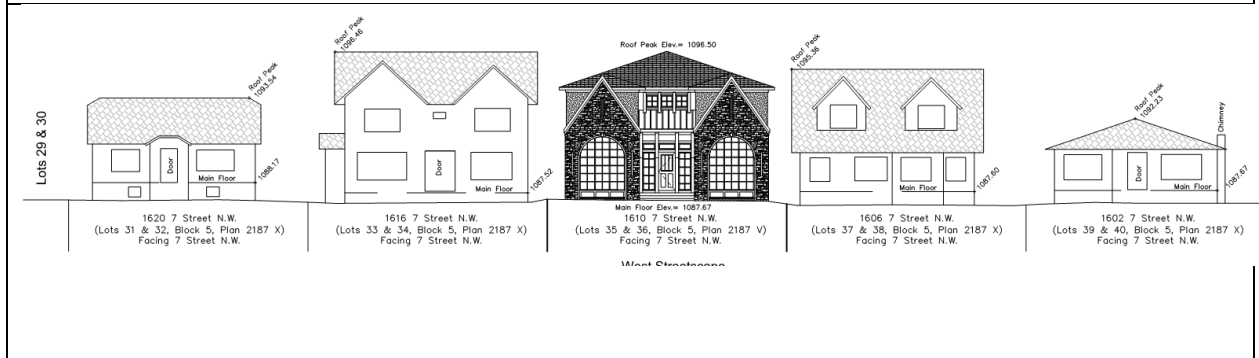 Lots 29 & 30
Roof Peak
1093.54
Door
Main Floor
1088.17
1620 7 Street N.W.
(Lots 31 & 32, Block 5, Plan 2187 X)
Facing 7 Street N.W.
Roof Peak
1096.46
Door
Main Floor
1087.52
1616 7 Street N.W.
(Lots 33 & 34, Block 5, Plan 2187 X)
Facing 7 Street N.W.
Roof Peak Elev.= 1096.50
Main Floor Elev.= 1087.67
1610 7 Street N.W.
(Lots 35 & 36, Block 5, Plan 2187 V)
Facing 7 Street N.W.
Roof Peak
1095.36
Main Floor
1087.60
1606 7 Street N.W.
(Lots 37 & 38, Block 5, Plan 2187 X)
Facing 7 Street N.W.
Roof Peak
1092.23
Chimney
Door
Main Floor
1087.67
1602 7 Street N.W.
(Lots 39 & 40, Block 5, Plan 2187 X)
Facing 7 Street N.W.
West Streetscape